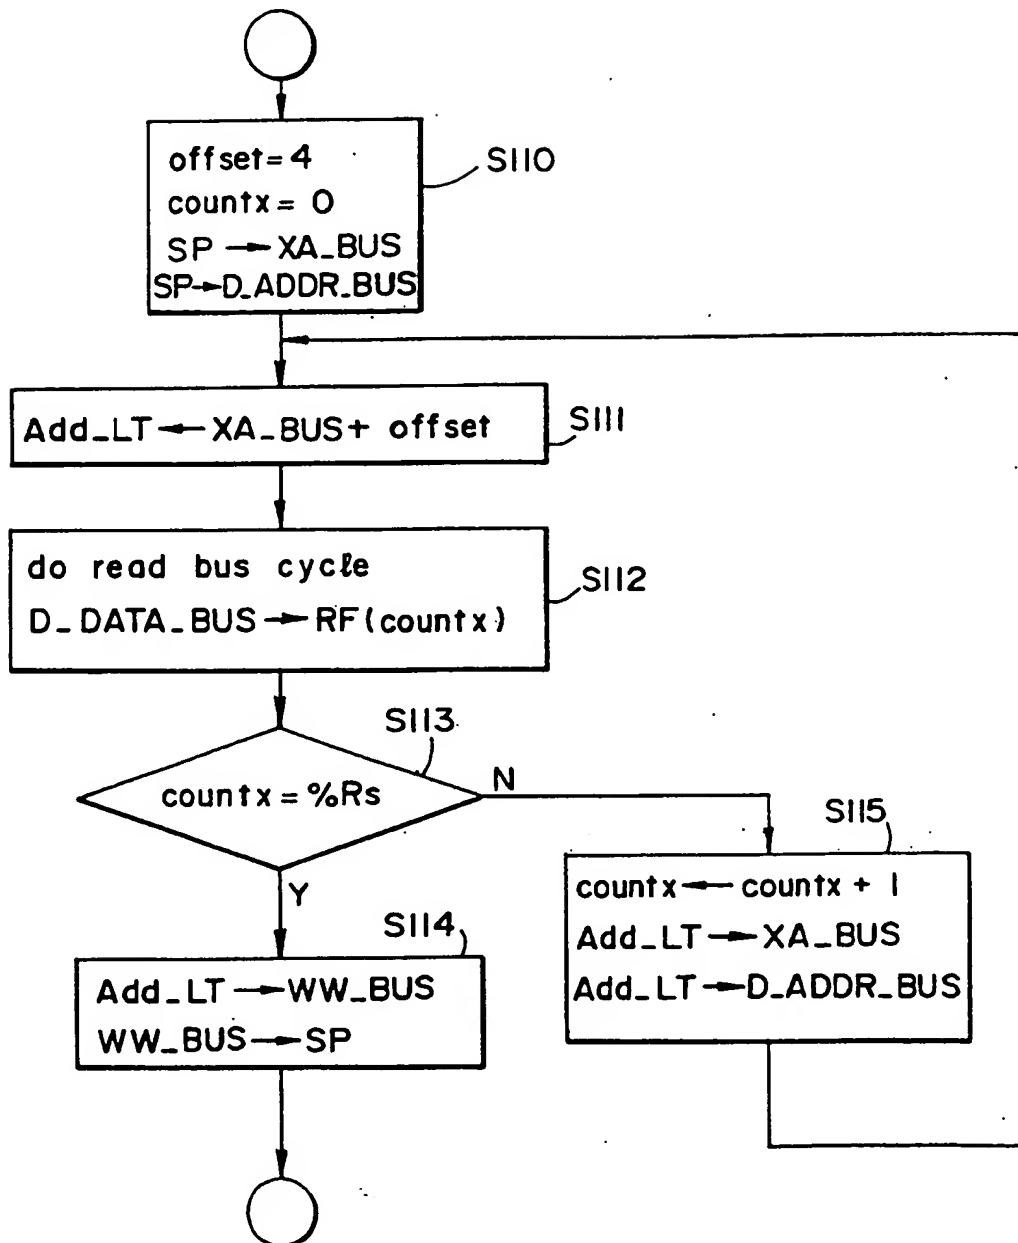 offset=4
countx = 0
SP → XA_BUS
SP→D_ADDR_BUS
S110
Add_LT ← XA_BUS+ offset
S111
do read bus cycle
D_DATA_BUS → RF(countx)
S112
countx = %Rs
S113
N
Y
S115
countx ← countx + 1
Add_LT → XA_BUS
Add_LT → D_ADDR_BUS
S114
Add_LT → WW_BUS
WW_BUS → SP